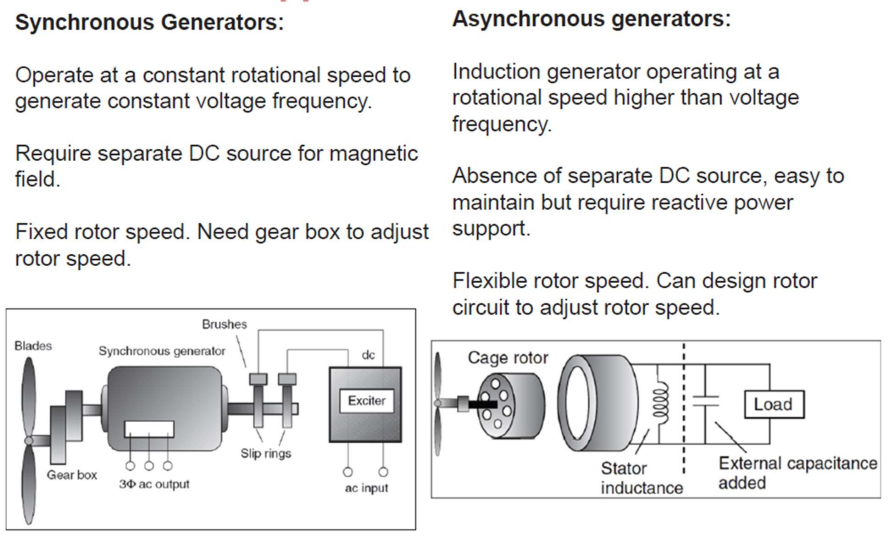 Synchronous Generators:
Operate at a constant rotational speed to
generate constant voltage frequency.
Require separate DC source for magnetic
field.
Fixed rotor speed. Need gear box to adjust
rotor speed.
Blades
Synchronous generator
Brushes
dc
Exciter
Slip rings
Gear box
3Φ ac output
ac input
Asynchronous generators:
Induction generator operating at a
rotational speed higher than voltage
frequency.
Absence of separate DC source, easy to
maintain but require reactive power
support.
Flexible rotor speed. Can design rotor
circuit to adjust rotor speed.
Cage rotor
Load
Stator
inductance
External capacitance
added